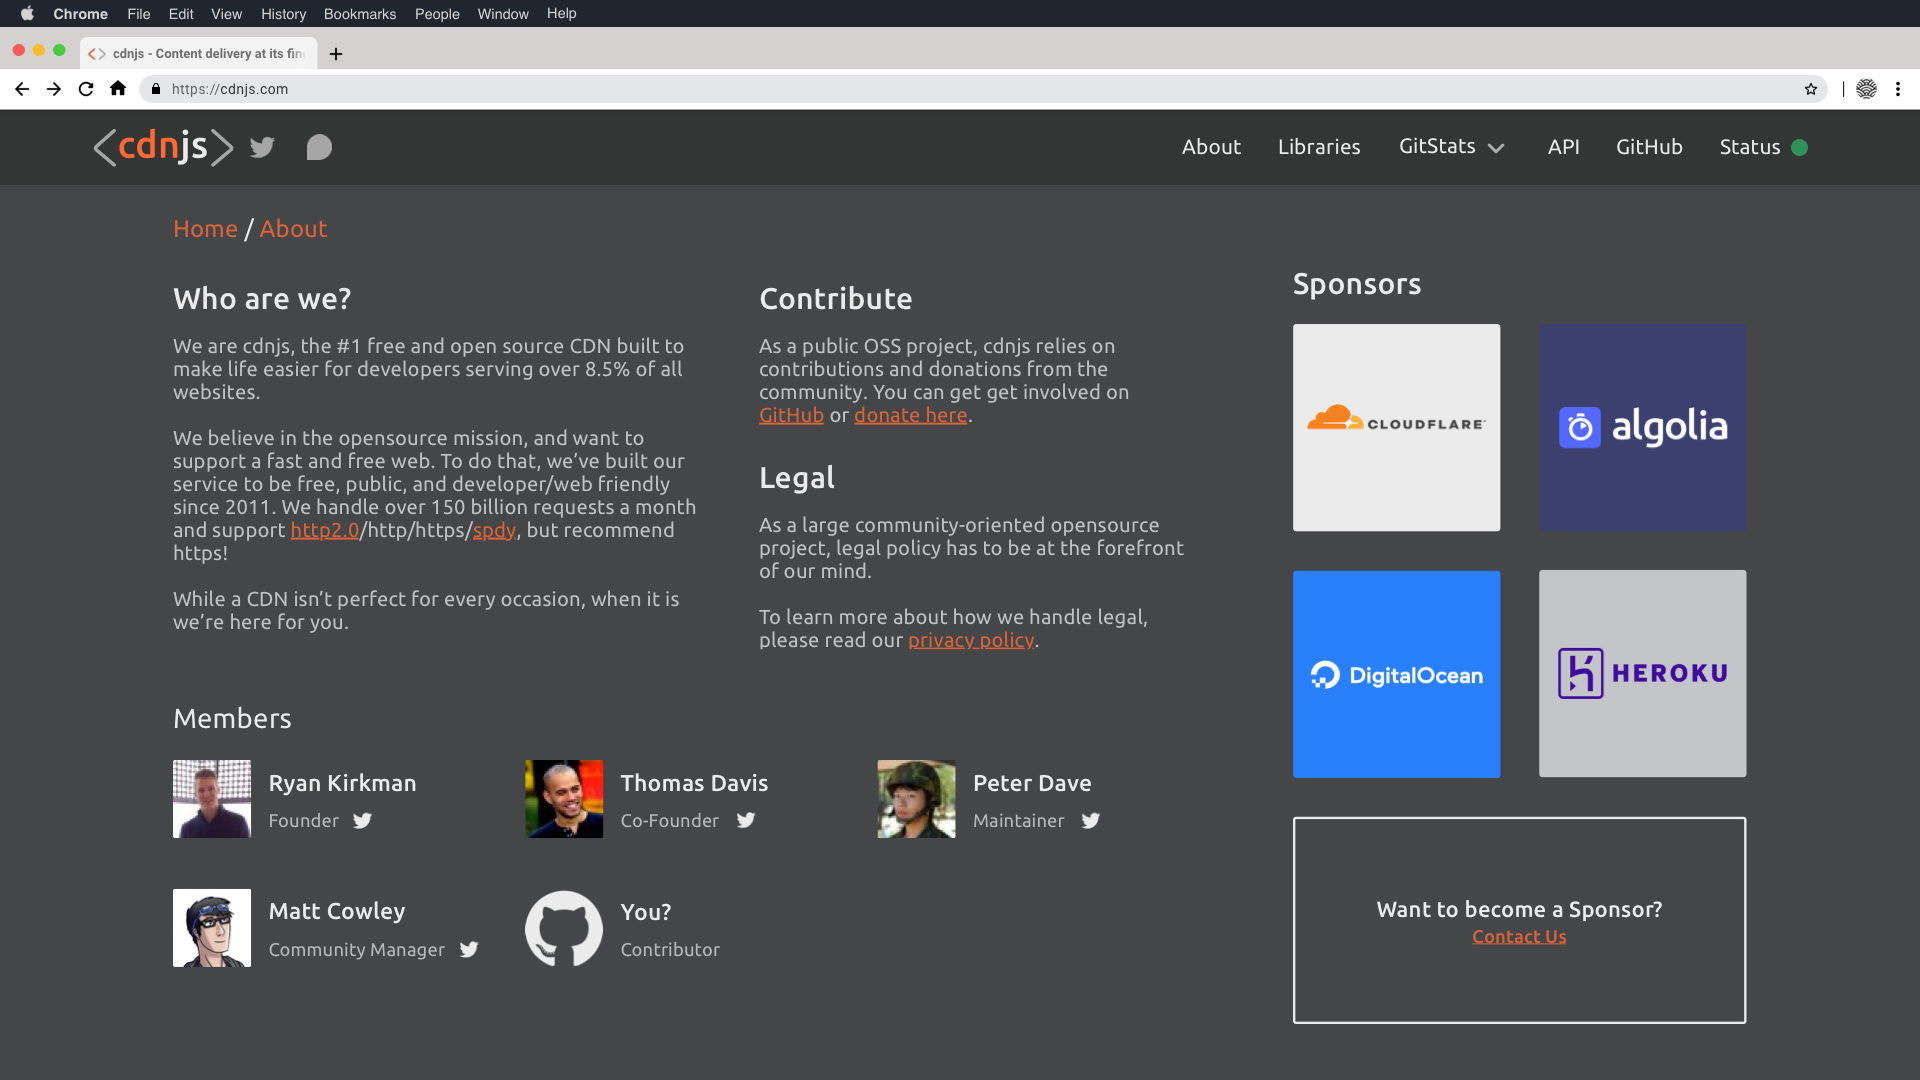 Chrome File Edit View History Bookmarks People Window Help
cdnjs - Content delivery at its fin
https://cdnjs.com
<cdnjs> About Libraries GitStats API GitHub Status
Home / About
Who are we?
We are cdnjs, the #1 free and open source CDN built to
make life easier for developers serving over 8.5% of all
websites.
We believe in the opensource mission, and want to
support a fast and free web. To do that, we’ve built our
service to be free, public, and developer/web friendly
since 2011. We handle over 150 billion requests a month
and support http2.0/http/https/spdy, but recommend
https!
While a CDN isn’t perfect for every occasion, when it is
we’re here for you.
Contribute
As a public OSS project, cdnjs relies on
contributions and donations from the
community. You can get get involved on
GitHub or donate here.
Legal
As a large community-oriented opensource
project, legal policy has to be at the forefront
of our mind.
To learn more about how we handle legal,
please read our privacy policy.
Members
Ryan Kirkman
Founder
Thomas Davis
Co-Founder
Peter Dave
Maintainer
Matt Cowley
Community Manager
You?
Contributor
Sponsors
CLOUDFLARE
algolia
DigitalOcean
HEROKU
Want to become a Sponsor?
Contact Us